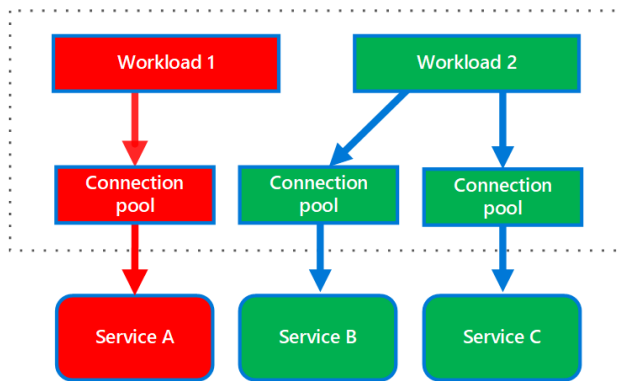 Workload 1
Workload 2
Connection
pool
Connection
pool
Connection
pool
Service A
Service B
Service C